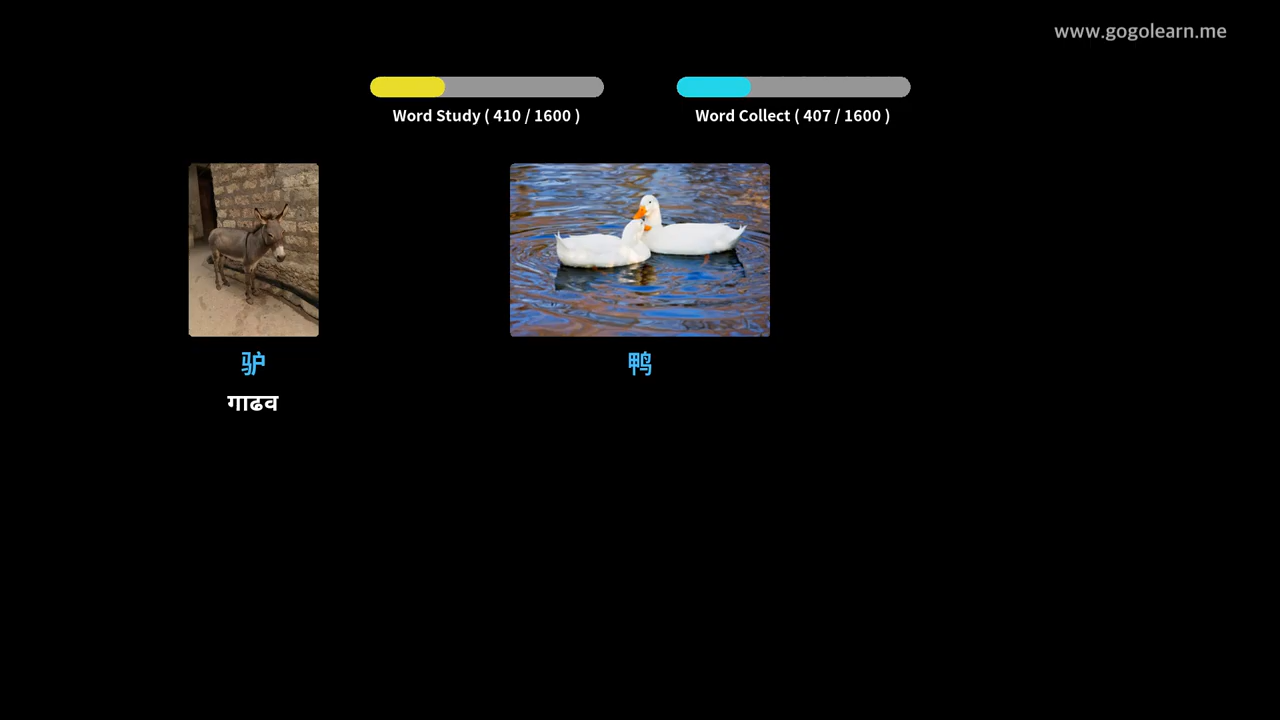 www.gogolearn.me
Word Study ( 410 / 1600 )
Word Collect ( 407 / 1600 )
驴
鸭
गाढव